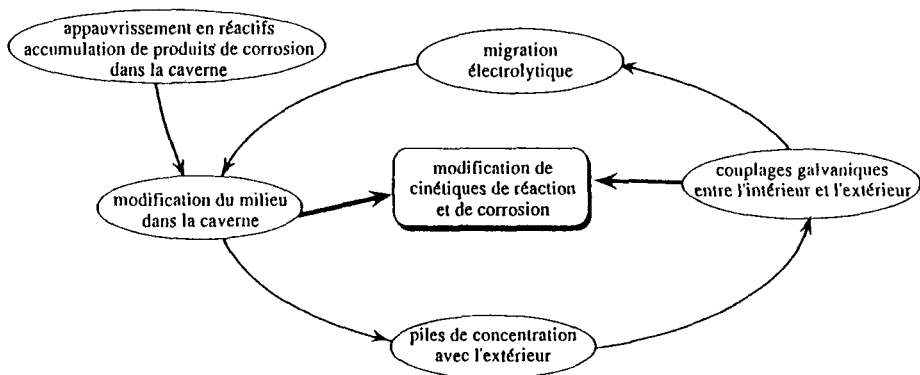 appauvrissement en réactifs
accumulation de produits de corrosion
dans la caverne
migration
électrolytique
modification du milieu
dans la caverne
modification de
cinétiques de réaction
et de corrosion
couplages galvaniques
entre l'intérieur et l'extérieur
piles de concentration
avec l'extérieur